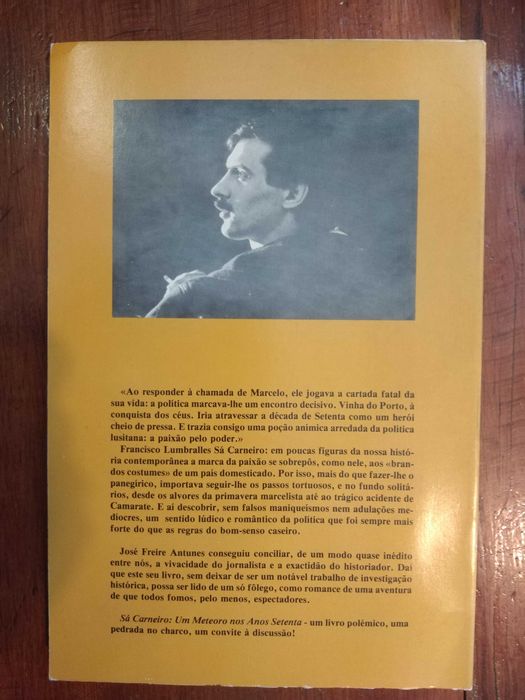 «Ao responder à chamada de Marcelo, ele jogava a cartada fatal da
sua vida: a política marcava-lhe um encontro decisivo. Vinha do Porto, à
conquista dos céus. Iria atravessar a década de Setenta como um herói
cheio de pressa. E trazia consigo uma poção anímica arredada da política
lusitana: a paixão pelo poder.»
Francisco Lumbralles Sá Carneiro: em poucas figuras da nossa histó-
ria contemporânea a marca da paixão se sobrepôs, como nele, aos «bran-
dos costumes» de um país domesticado. Por isso, mais do que fazer-lhe o
panegírico, importava seguir-lhe os passos tortuosos, e no fundo solitá-
rios, desde os alvores da primavera marcelista até ao trágico acidente de
Camarate. E aí descobrir, sem falsos maniqueísmos nem adulações me-
díocres, um sentido lúdico e romântico da política que foi sempre mais
forte do que as regras do bom-senso caseiro.
José Freire Antunes conseguiu conciliar, de um modo quase inédito
entre nós, a vivacidade do jornalista e a exactidão do historiador. Daí
que este seu livro, sem deixar de ser um notável trabalho de investigação
histórica, possa ser lido de um só fôlego, como romance de uma aventura
de que todos fomos, pelo menos, espectadores.
Sá Carneiro: Um Meteoro nos Anos Setenta - um livro polémico, uma
pedrada no charco, um convite à discussão!